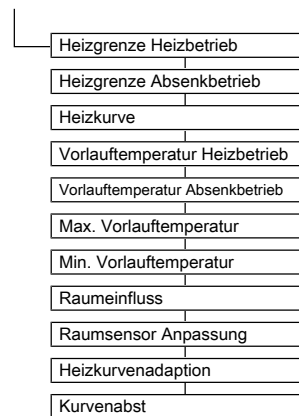 Heizgrenze Heizbetrieb
Heizgrenze Absenkbetrieb
Heizkurve
Vorlauftemperatur Heizbetrieb
Vorlauftemperatur Absenkbetrieb
Max. Vorlauftemperatur
Min. Vorlauftemperatur
Raumeinfluss
Raumsensor Anpassung
Heizkurvenadaption
Kurvenabst